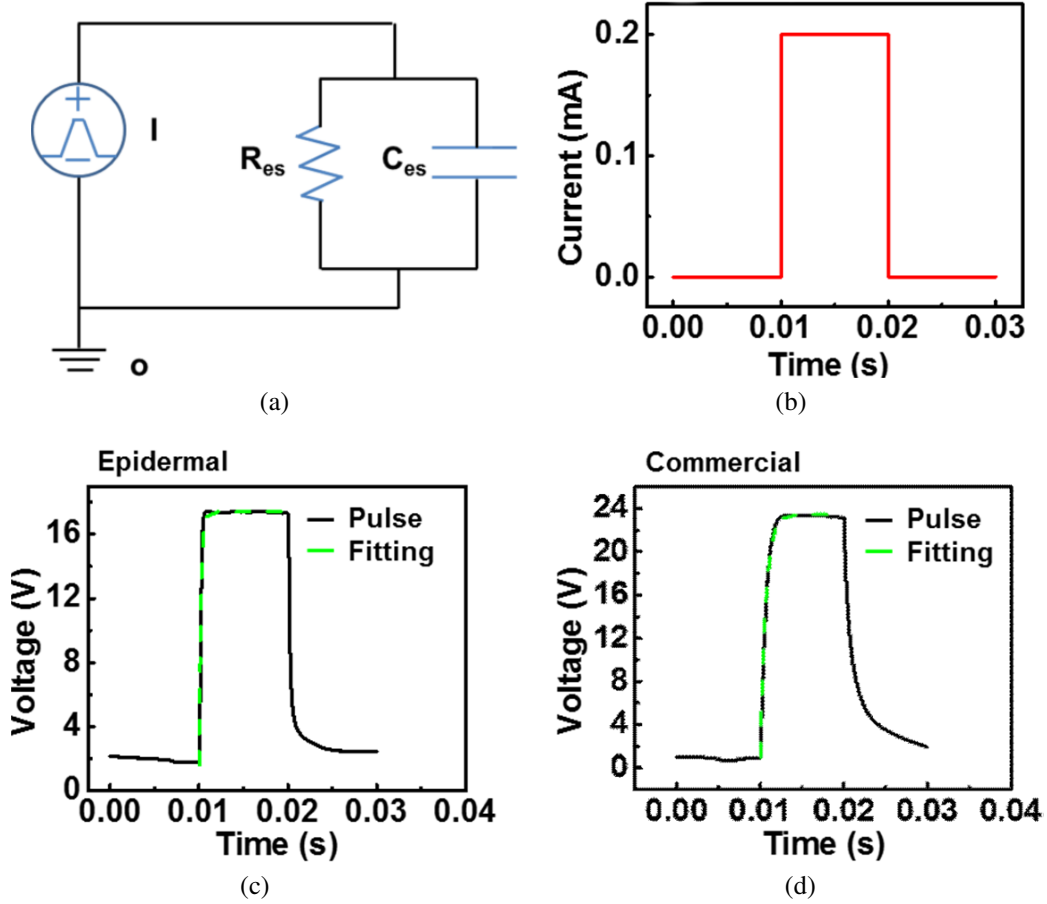 I
R_es
C_es
o
(a)
Current (mA)
0.2
0.1
0.0
0.00 0.01 0.02 0.03
Time (s)
(b)
Epidermal
Voltage (V)
16
12
8
4
0
Pulse
Fitting
0.00 0.01 0.02 0.03 0.04
Time (s)
(c)
Commercial
Voltage (V)
24
20
16
12
8
4
0
Pulse
Fitting
0.00 0.01 0.02 0.03 0.04
Time (s)
(d)